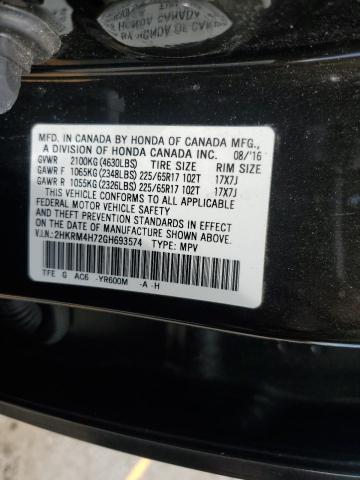 HONDA CANADA
MFD. IN CANADA BY HONDA OF CANADA MFG.,
A DIVISION OF HONDA CANADA INC. 08/'16
GVWR 2100KG (4630LBS) TIRE SIZE RIM SIZE
GAWR F 1065KG (2348LBS) 225/65R17 102T 17X7J
GAWR R 1055KG (2326LBS) 225/65R17 102T 17X7J
THIS VEHICLE CONFORMS TO ALL APPLICABLE
FEDERAL MOTOR VEHICLE SAFETY
STANDARDS IN EFFECT ON THE DATE OF
MANUFACTURE SHOWN ABOVE.
V.I.N.: 2HKRM4H72GH693574 TYPE: MPV
TFE G AC6 -YR600M -A -H